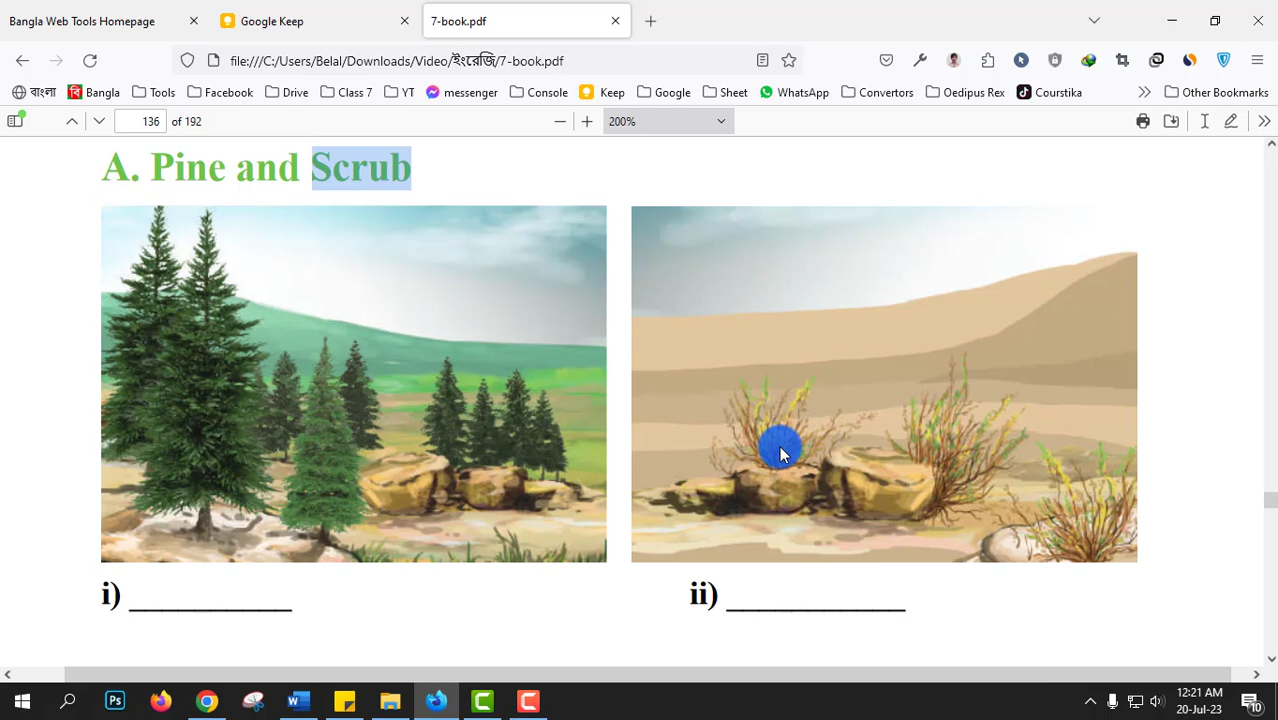 Bangla Web Tools Homepage
Google Keep
7-book.pdf
file:///C:/Users/Belal/Downloads/Video/ইংরেজি/7-book.pdf
বাংলা
Bangla
Tools
Facebook
Drive
Class 7
YT
messenger
Console
Keep
Google
Sheet
WhatsApp
Convertors
Oedipus Rex
Courstika
Other Bookmarks
136 of 192
200%
A. Pine and Scrub
i) __________
ii) ___________
12:21 AM
20-Jul-23
10